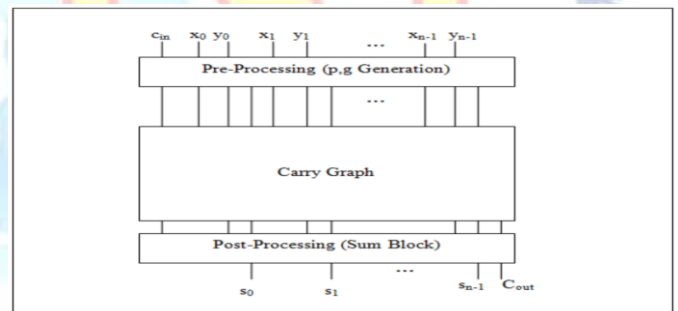 cin x0 y0 x1 y1 ... xn-1 yn-1
Pre-Processing (p,g Generation)
...
Carry Graph
Post-Processing (Sum Block)
...
s0 s1 sn-1 Cout